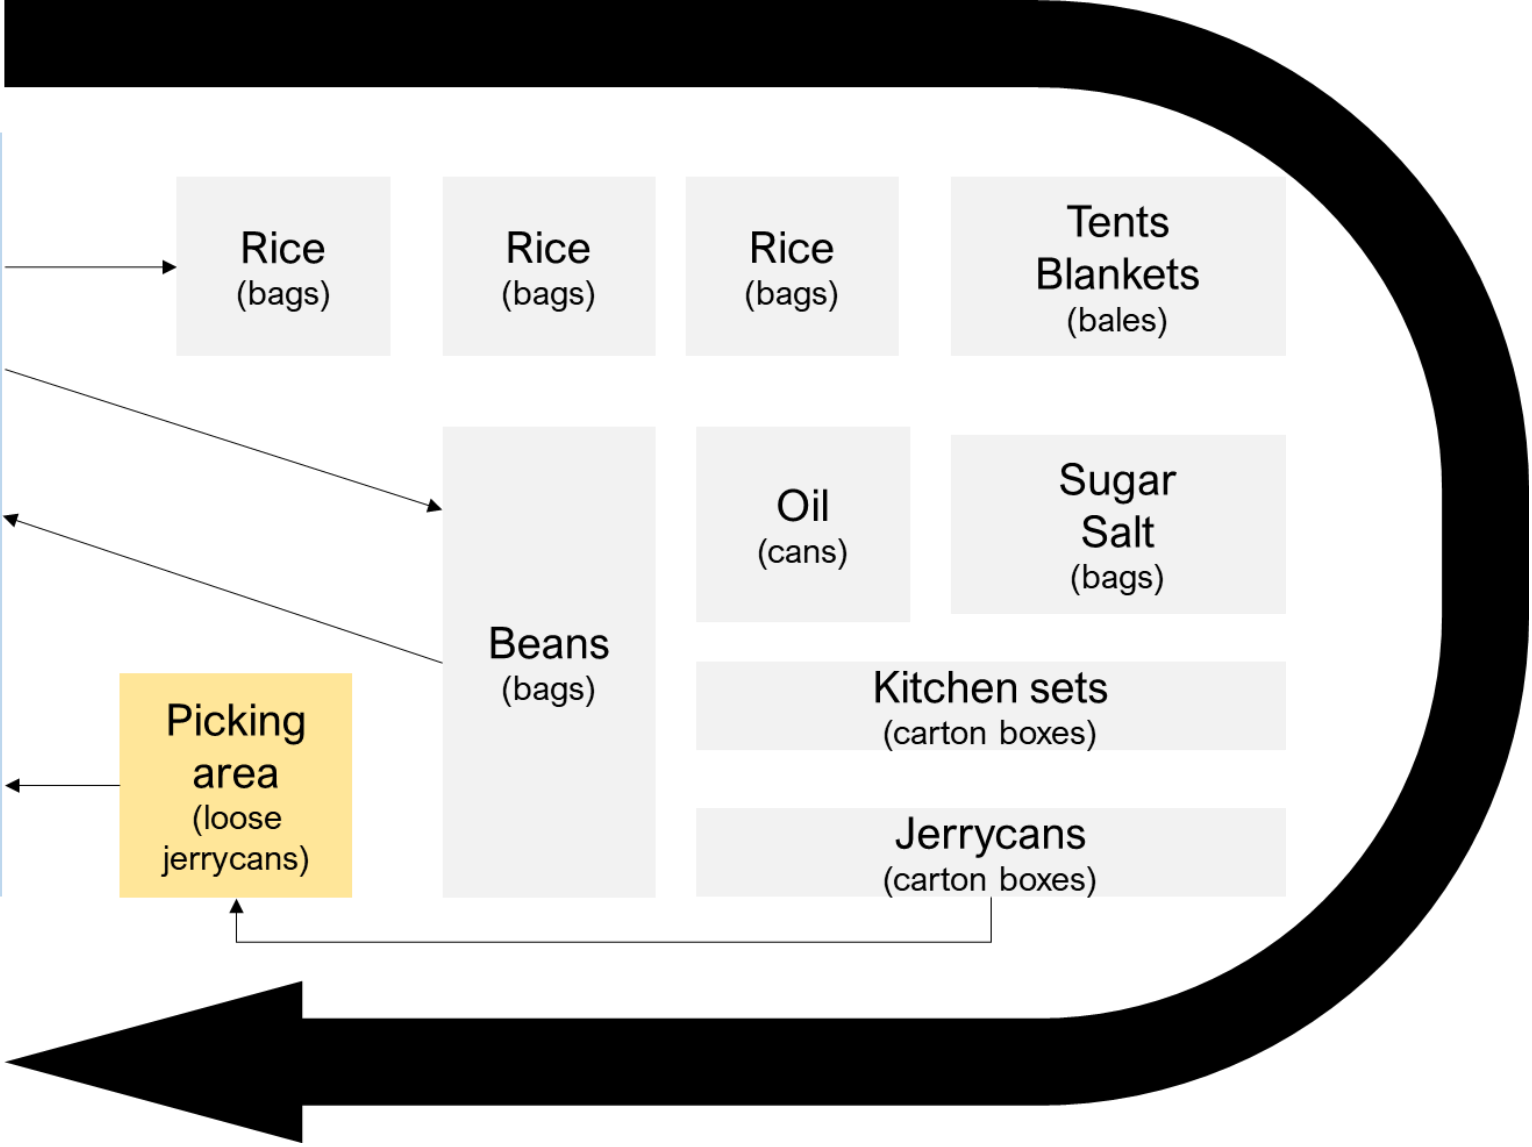 Rice
(bags)
Rice
(bags)
Rice
(bags)
Tents
Blankets
(bales)
Beans
(bags)
Oil
(cans)
Sugar
Salt
(bags)
Kitchen sets
(carton boxes)
Picking
area
(loose
jerrycans)
Jerrycans
(carton boxes)